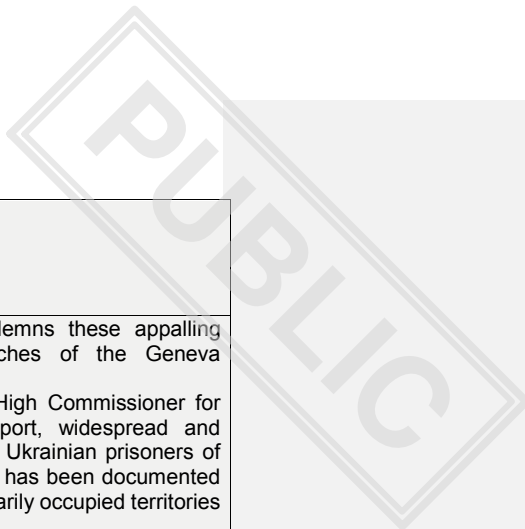 PUBLIC
demns these appalling
ches of the Geneva
High Commissioner for
port, widespread and
Ukrainian prisoners of
has been documented
arily occupied territories